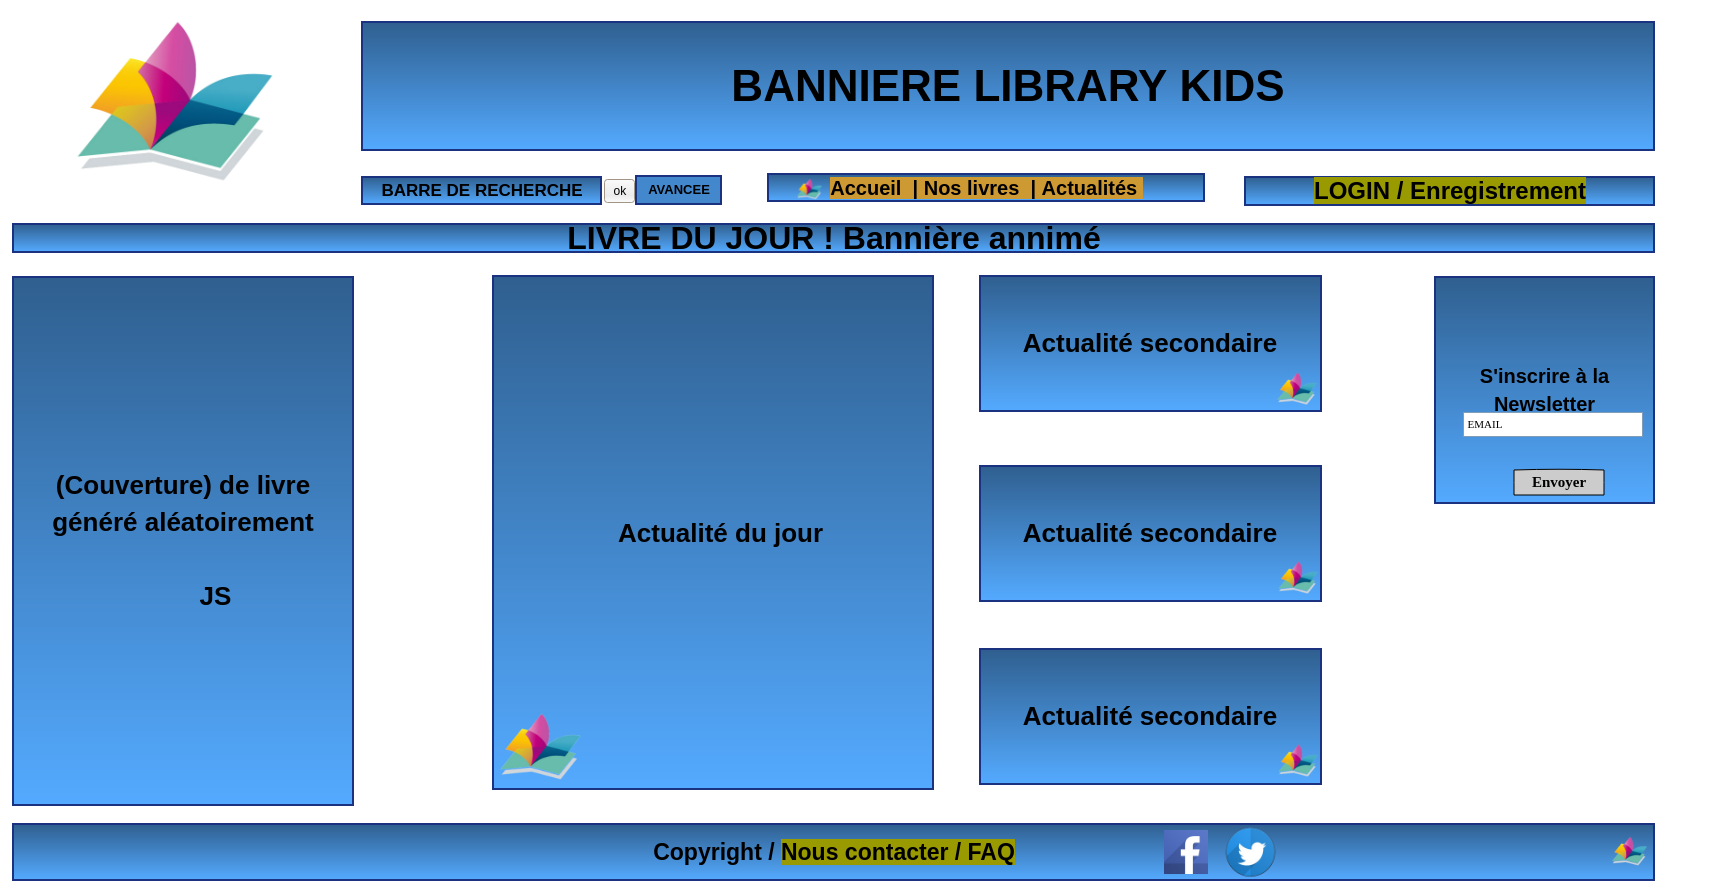 BANNIERE LIBRARY KIDS
BARRE DE RECHERCHE ok AVANCEE
Accueil | Nos livres | Actualités
LOGIN / Enregistrement
LIVRE DU JOUR ! Bannière annimé
(Couverture) de livre
généré aléatoirement
JS
Actualité du jour
Actualité secondaire
Actualité secondaire
Actualité secondaire
S'inscrire à la
Newsletter
EMAIL
Envoyer
Copyright / Nous contacter / FAQ